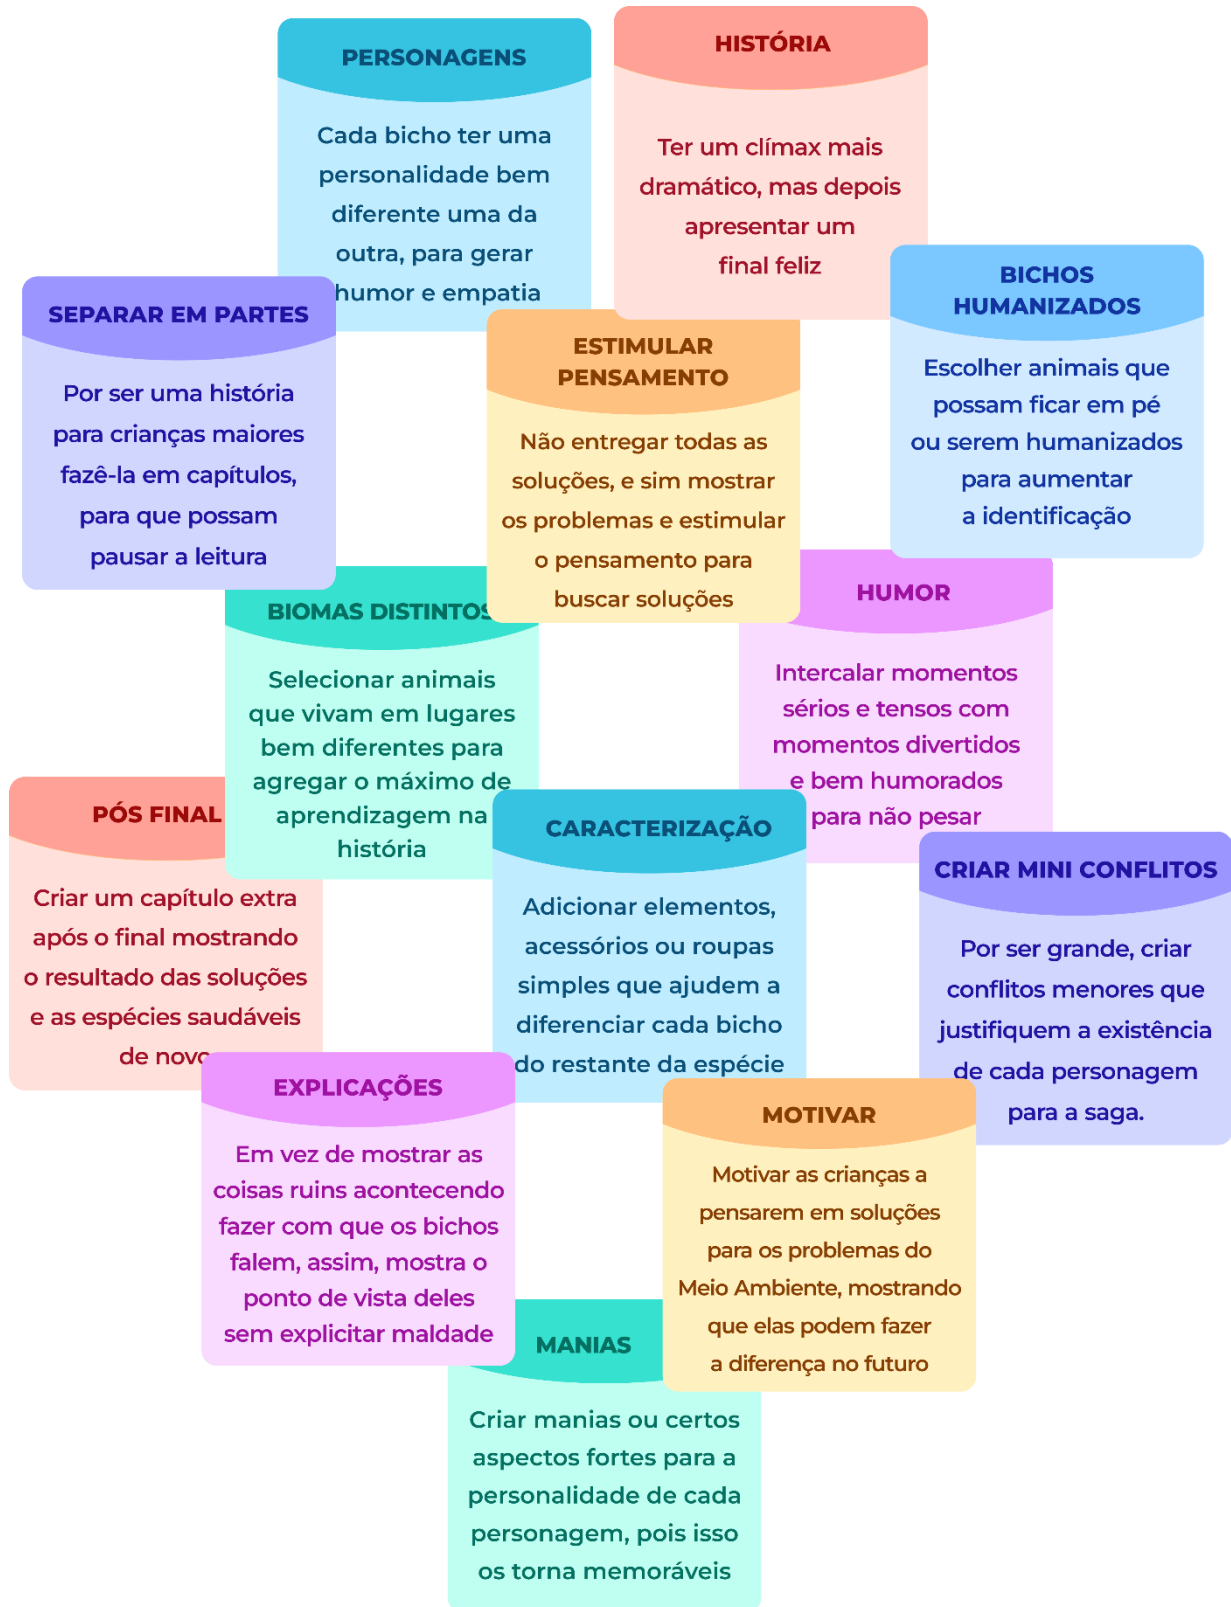 PERSONAGENS
Cada bicho ter uma
personalidade bem
diferente uma da
outra, para gerar
humor e empatia
HISTÓRIA
Ter um clímax mais
dramático, mas depois
apresentar um
final feliz
SEPARAR EM PARTES
Por ser uma história
para crianças maiores
fazê-la em capítulos,
para que possam
pausar a leitura
ESTIMULAR
PENSAMENTO
Não entregar todas as
soluções, e sim mostrar
os problemas e estimular
o pensamento para
buscar soluções
BICHOS
HUMANIZADOS
Escolher animais que
possam ficar em pé
ou serem humanizados
para aumentar
a identificação
BIOMAS DISTINTOS
Selecionar animais
que vivam em lugares
bem diferentes para
agregar o máximo de
aprendizagem na
história
HUMOR
Intercalar momentos
sérios e tensos com
momentos divertidos
e bem humorados
para não pesar
PÓS FINAL
Criar um capítulo extra
após o final mostrando
o resultado das soluções
e as espécies saudáveis
de novo
CARACTERIZAÇÃO
Adicionar elementos,
acessórios ou roupas
simples que ajudem a
diferenciar cada bicho
do restante da espécie
CRIAR MINI CONFLITOS
Por ser grande, criar
conflitos menores que
justifiquem a existência
de cada personagem
para a saga.
EXPLICAÇÕES
Em vez de mostrar as
coisas ruins acontecendo
fazer com que os bichos
falem, assim, mostra o
ponto de vista deles
sem explicitar maldade
MOTIVAR
Motivar as crianças a
pensarem em soluções
para os problemas do
Meio Ambiente, mostrando
que elas podem fazer
a diferença no futuro
MANIAS
Criar manias ou certos
aspectos fortes para a
personalidade de cada
personagem, pois isso
os torna memoráveis